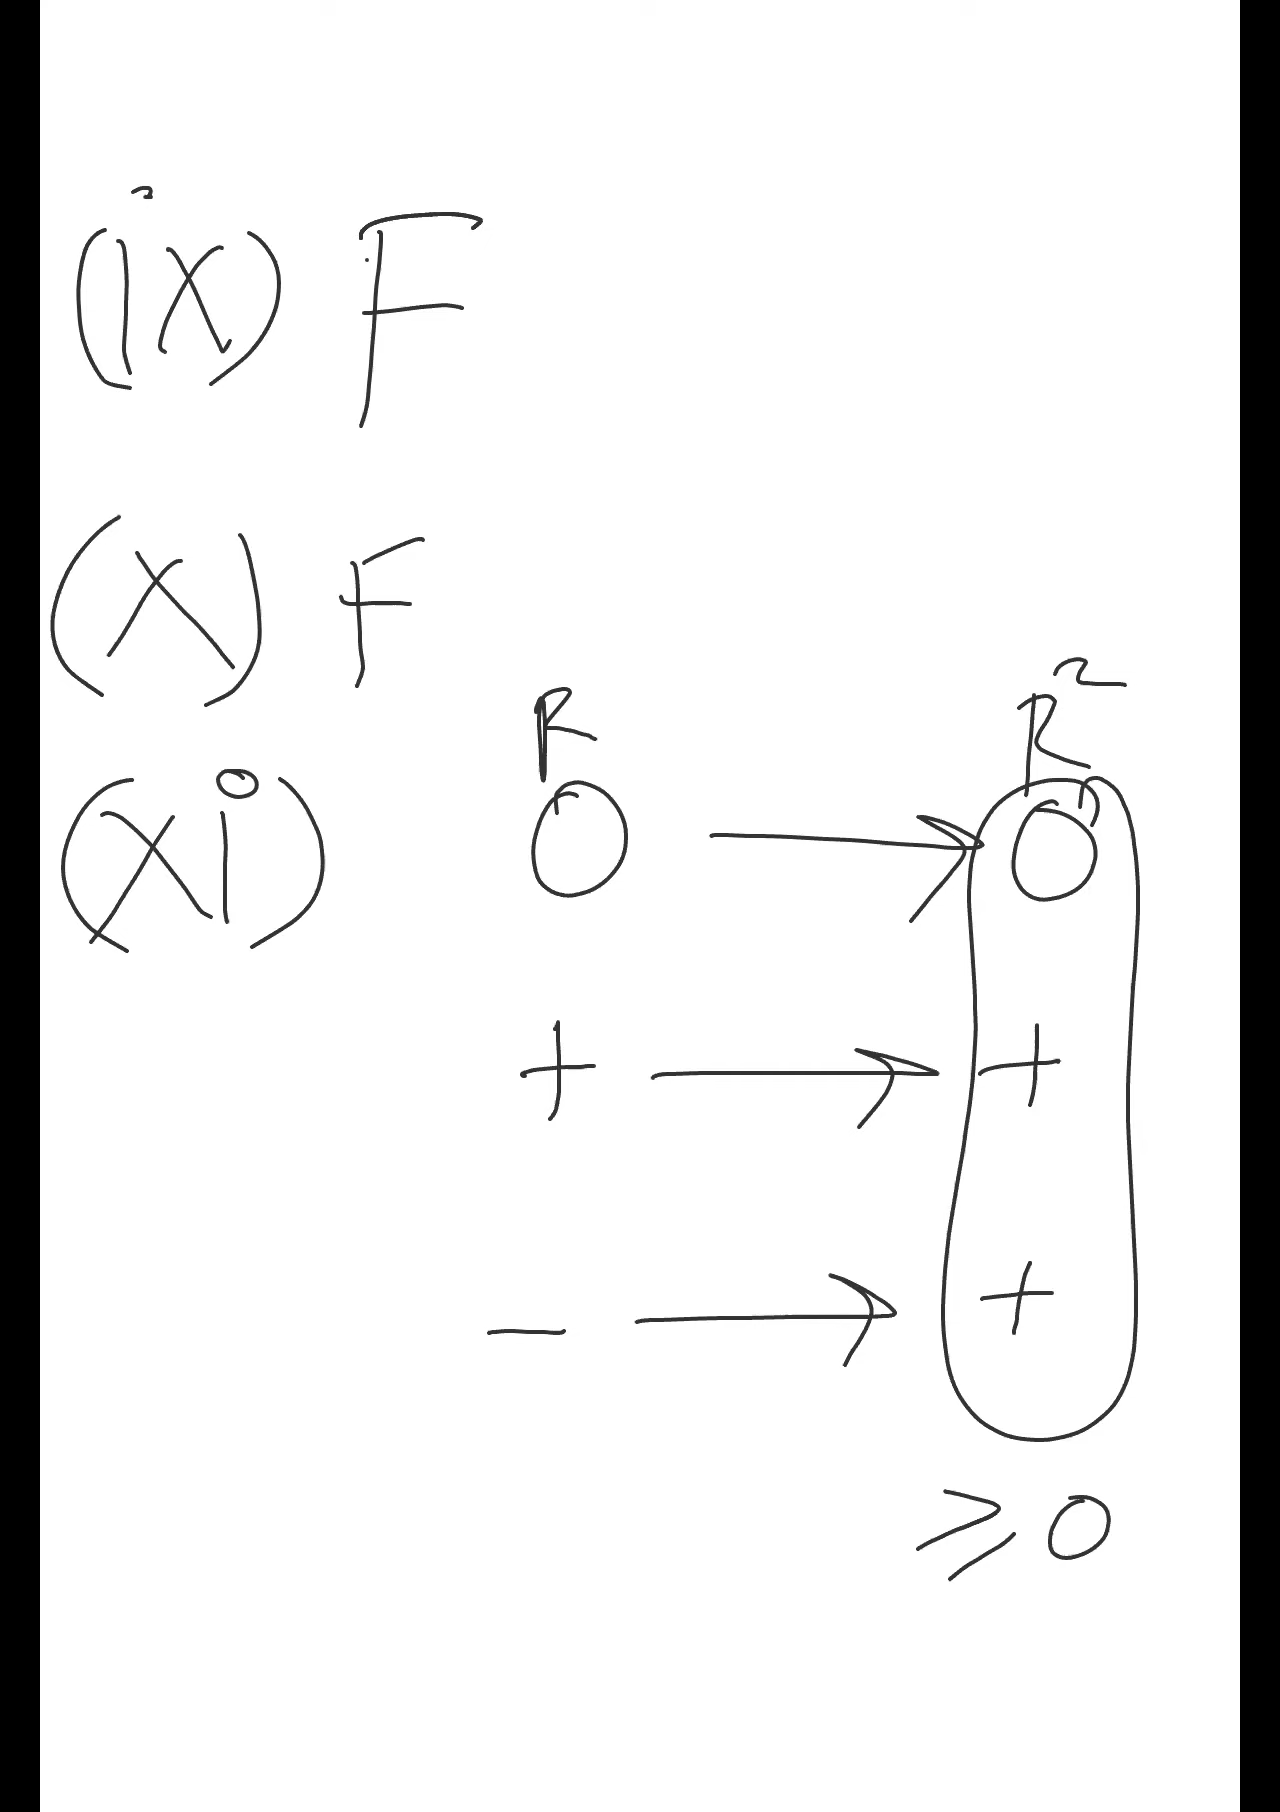 (ix) F
(x) F
(xi)
R R²
0 → 0
+ → +
− → +
≥ 0